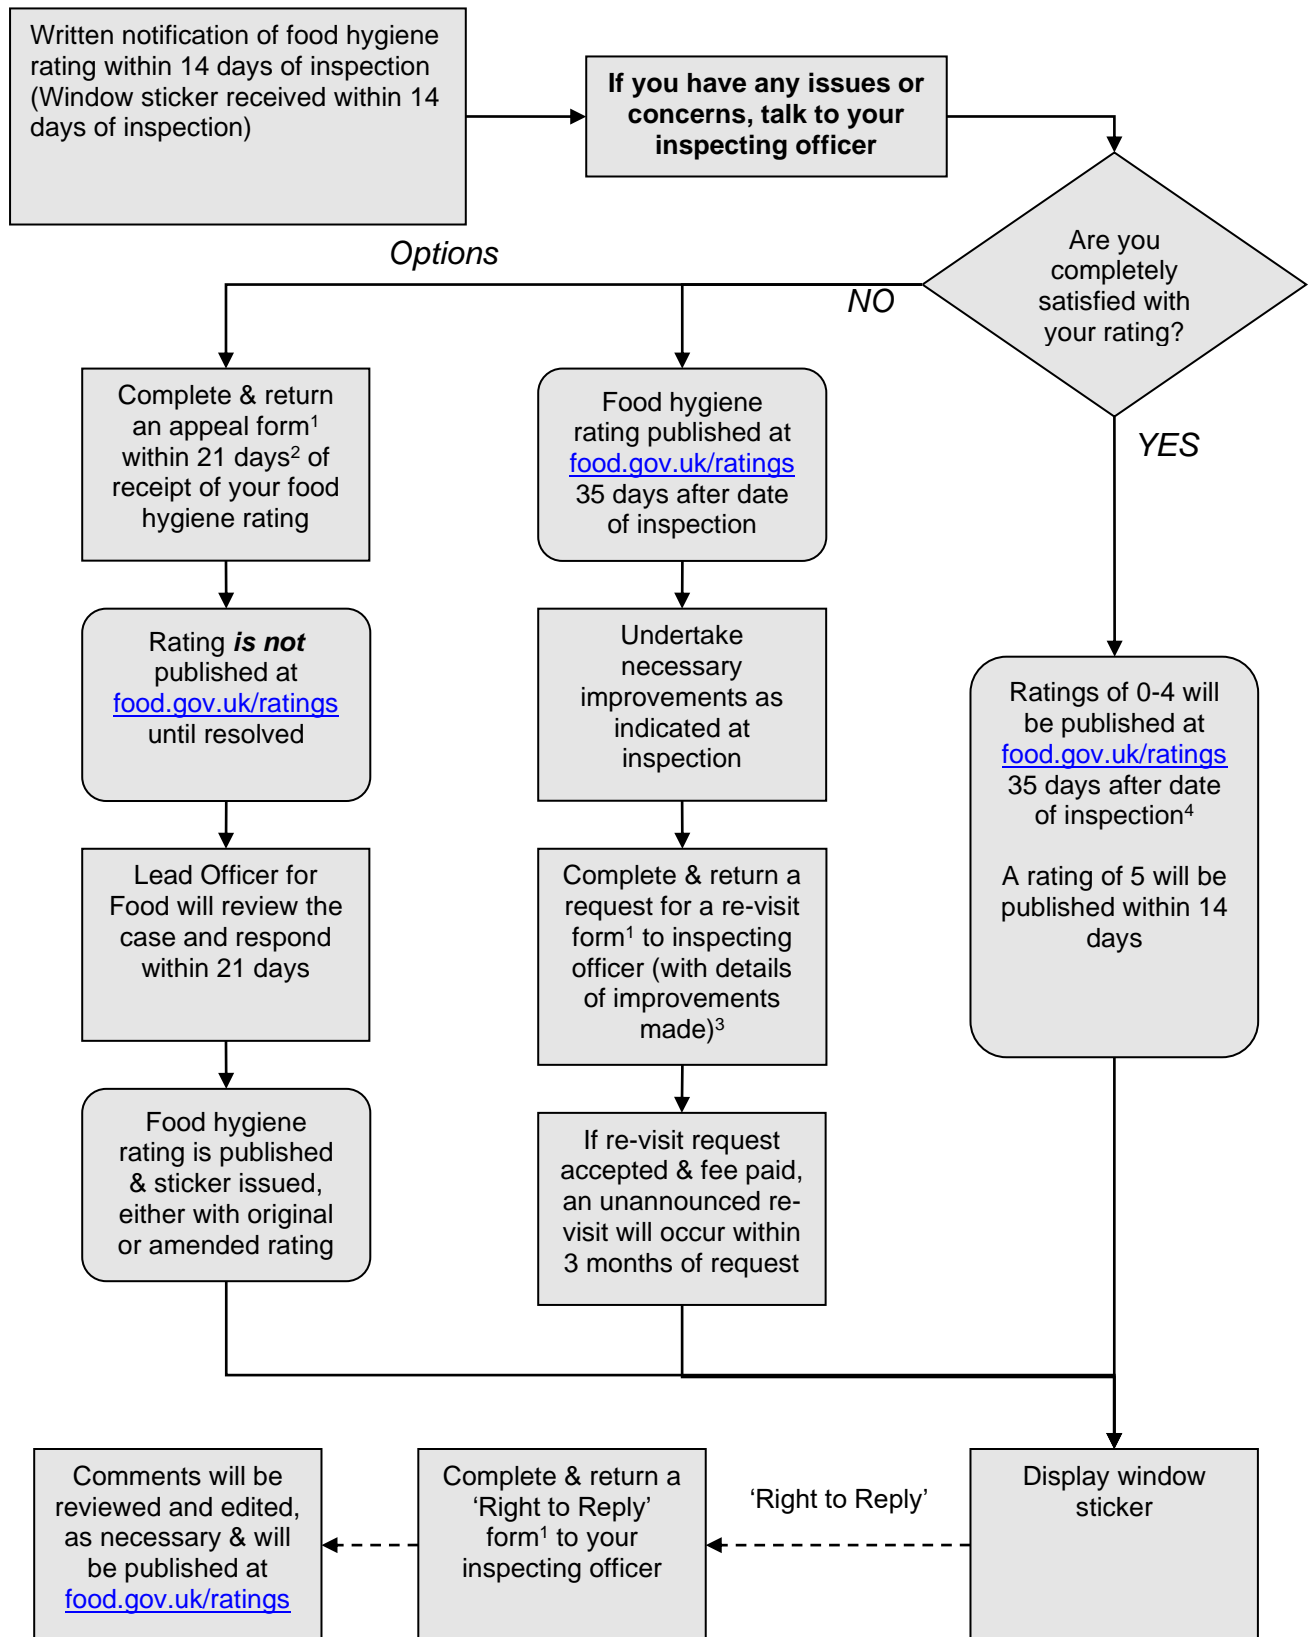 Written notification of food hygiene
rating within 14 days of inspection
(Window sticker received within 14
days of inspection)
If you have any issues or
concerns, talk to your
inspecting officer
Are you
completely
satisfied with
your rating?
Options
NO
YES
Complete & return
an appeal form¹
within 21 days² of
receipt of your food
hygiene rating
Rating is not
published at
food.gov.uk/ratings
until resolved
Lead Officer for
Food will review the
case and respond
within 21 days
Food hygiene
rating is published
& sticker issued,
either with original
or amended rating
Food hygiene
rating published at
food.gov.uk/ratings
35 days after date
of inspection
Undertake
necessary
improvements as
indicated at
inspection
Complete & return a
request for a re-visit
form¹ to inspecting
officer (with details
of improvements
made)³
If re-visit request
accepted & fee paid,
an unannounced re-
visit will occur within
3 months of request
Ratings of 0-4 will
be published at
food.gov.uk/ratings
35 days after date
of inspection⁴
A rating of 5 will be
published within 14
days
Display window
sticker
‘Right to Reply’
Complete & return a
‘Right to Reply’
form¹ to your
inspecting officer
Comments will be
reviewed and edited,
as necessary & will
be published at
food.gov.uk/ratings